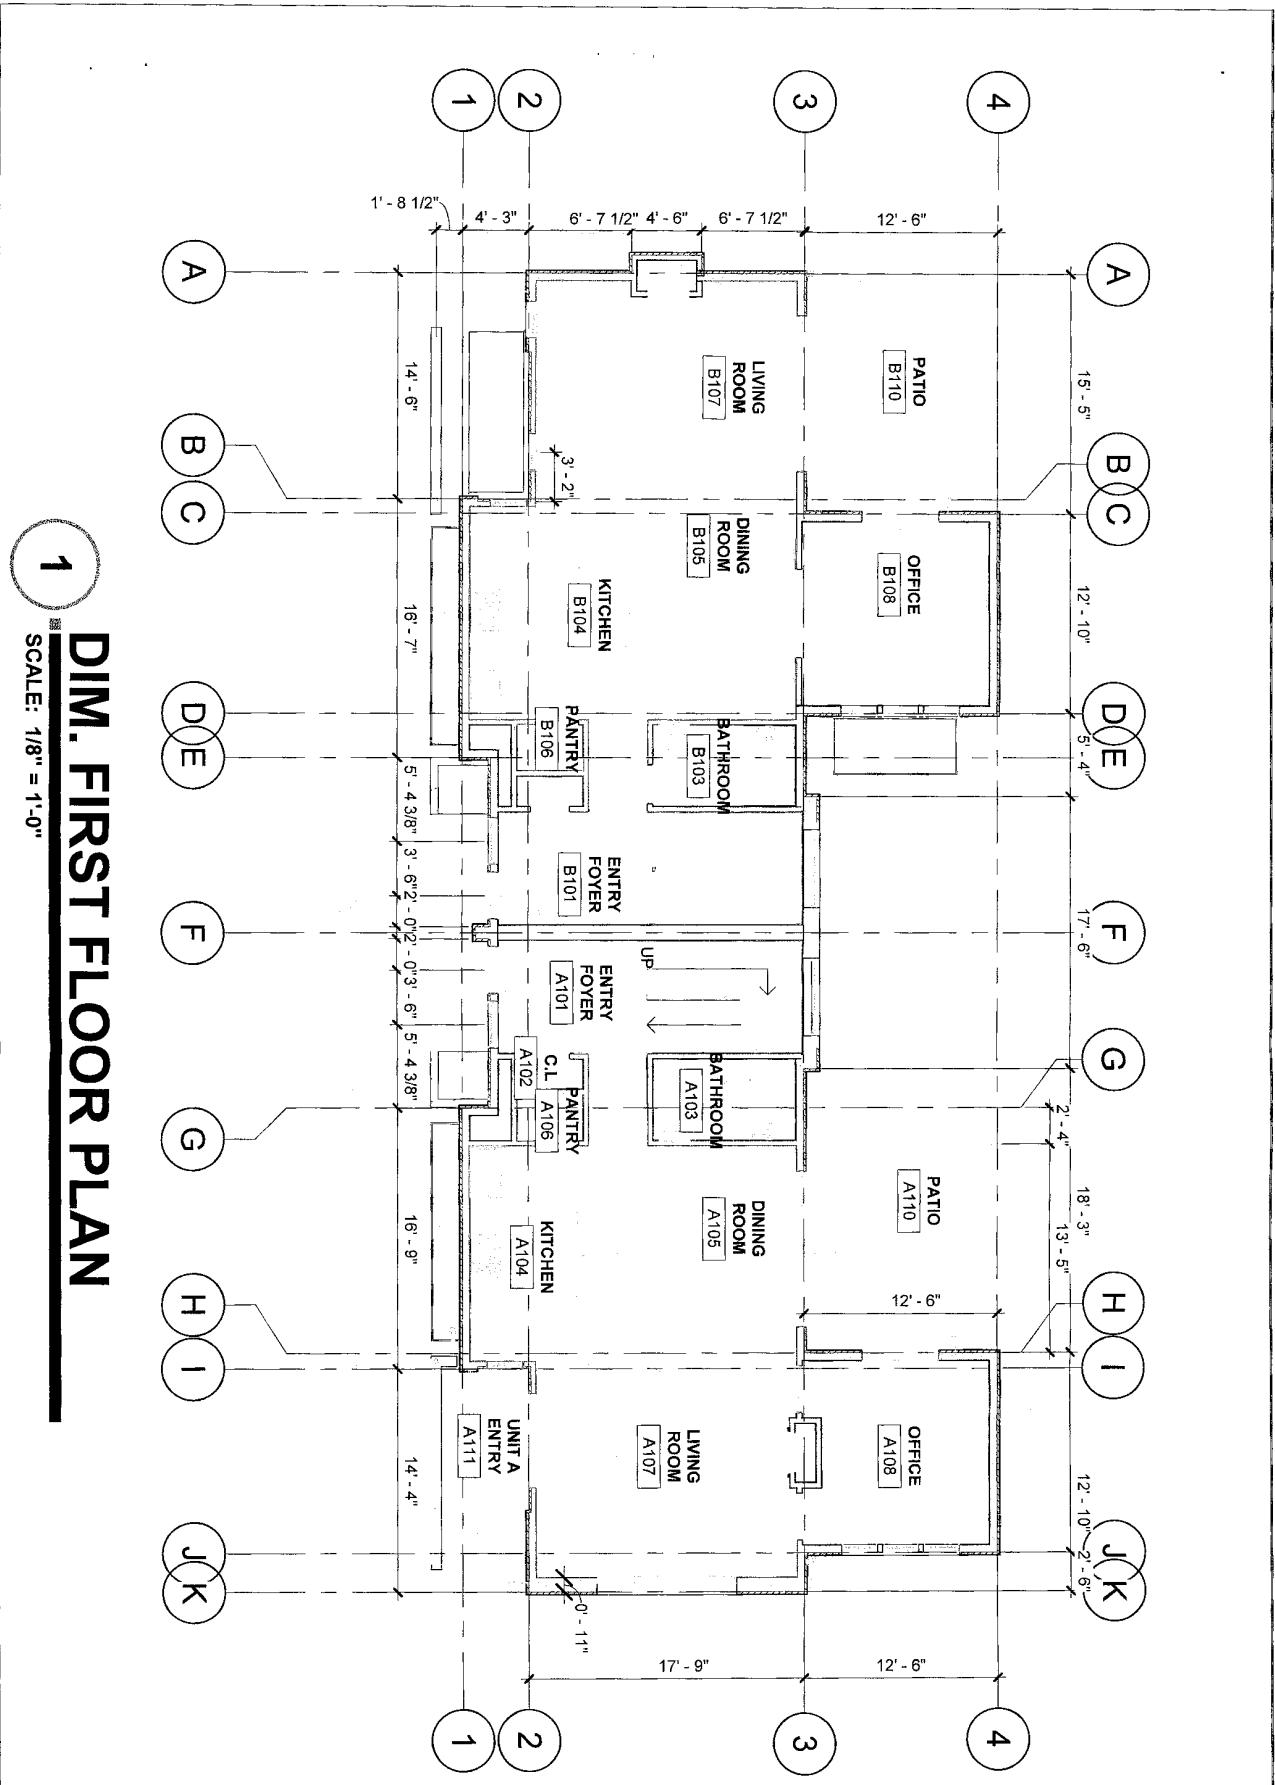 1
2
3
4
1' - 8 1/2"
4' - 3"
6' - 7 1/2"
4' - 6"
6' - 7 1/2"
12' - 6"
A
A
14' - 6"
15' - 5"
LIVING
ROOM
B107
PATIO
B110
B
B
C
C
3' - 2"
DINING
ROOM
B105
OFFICE
B108
KITCHEN
B104
16' - 7"
12' - 10"
D
D
E
E
PANTRY
B106
BATHROOM
B103
5' - 4"
5' - 4 3/8"
3' - 6"
2' - 0"
ENTRY
FOYER
B101
F
F
17' - 6"
2' - 0"
3' - 6"
5' - 4 3/8"
ENTRY
FOYER
A101
UP
C.L
A102
PANTRY
A106
BATHROOM
A103
G
G
2' - 4"
18' - 3"
13' - 5"
PATIO
A110
DINING
ROOM
A105
KITCHEN
A104
16' - 9"
12' - 6"
H
H
I
I
UNIT A
ENTRY
A111
LIVING
ROOM
A107
OFFICE
A108
14' - 4"
12' - 10"
2' - 6"
J
J
K
K
0' - 11"
17' - 9"
12' - 6"
1
2
3
4
1
DIM. FIRST FLOOR PLAN
SCALE: 1/8" = 1'-0"